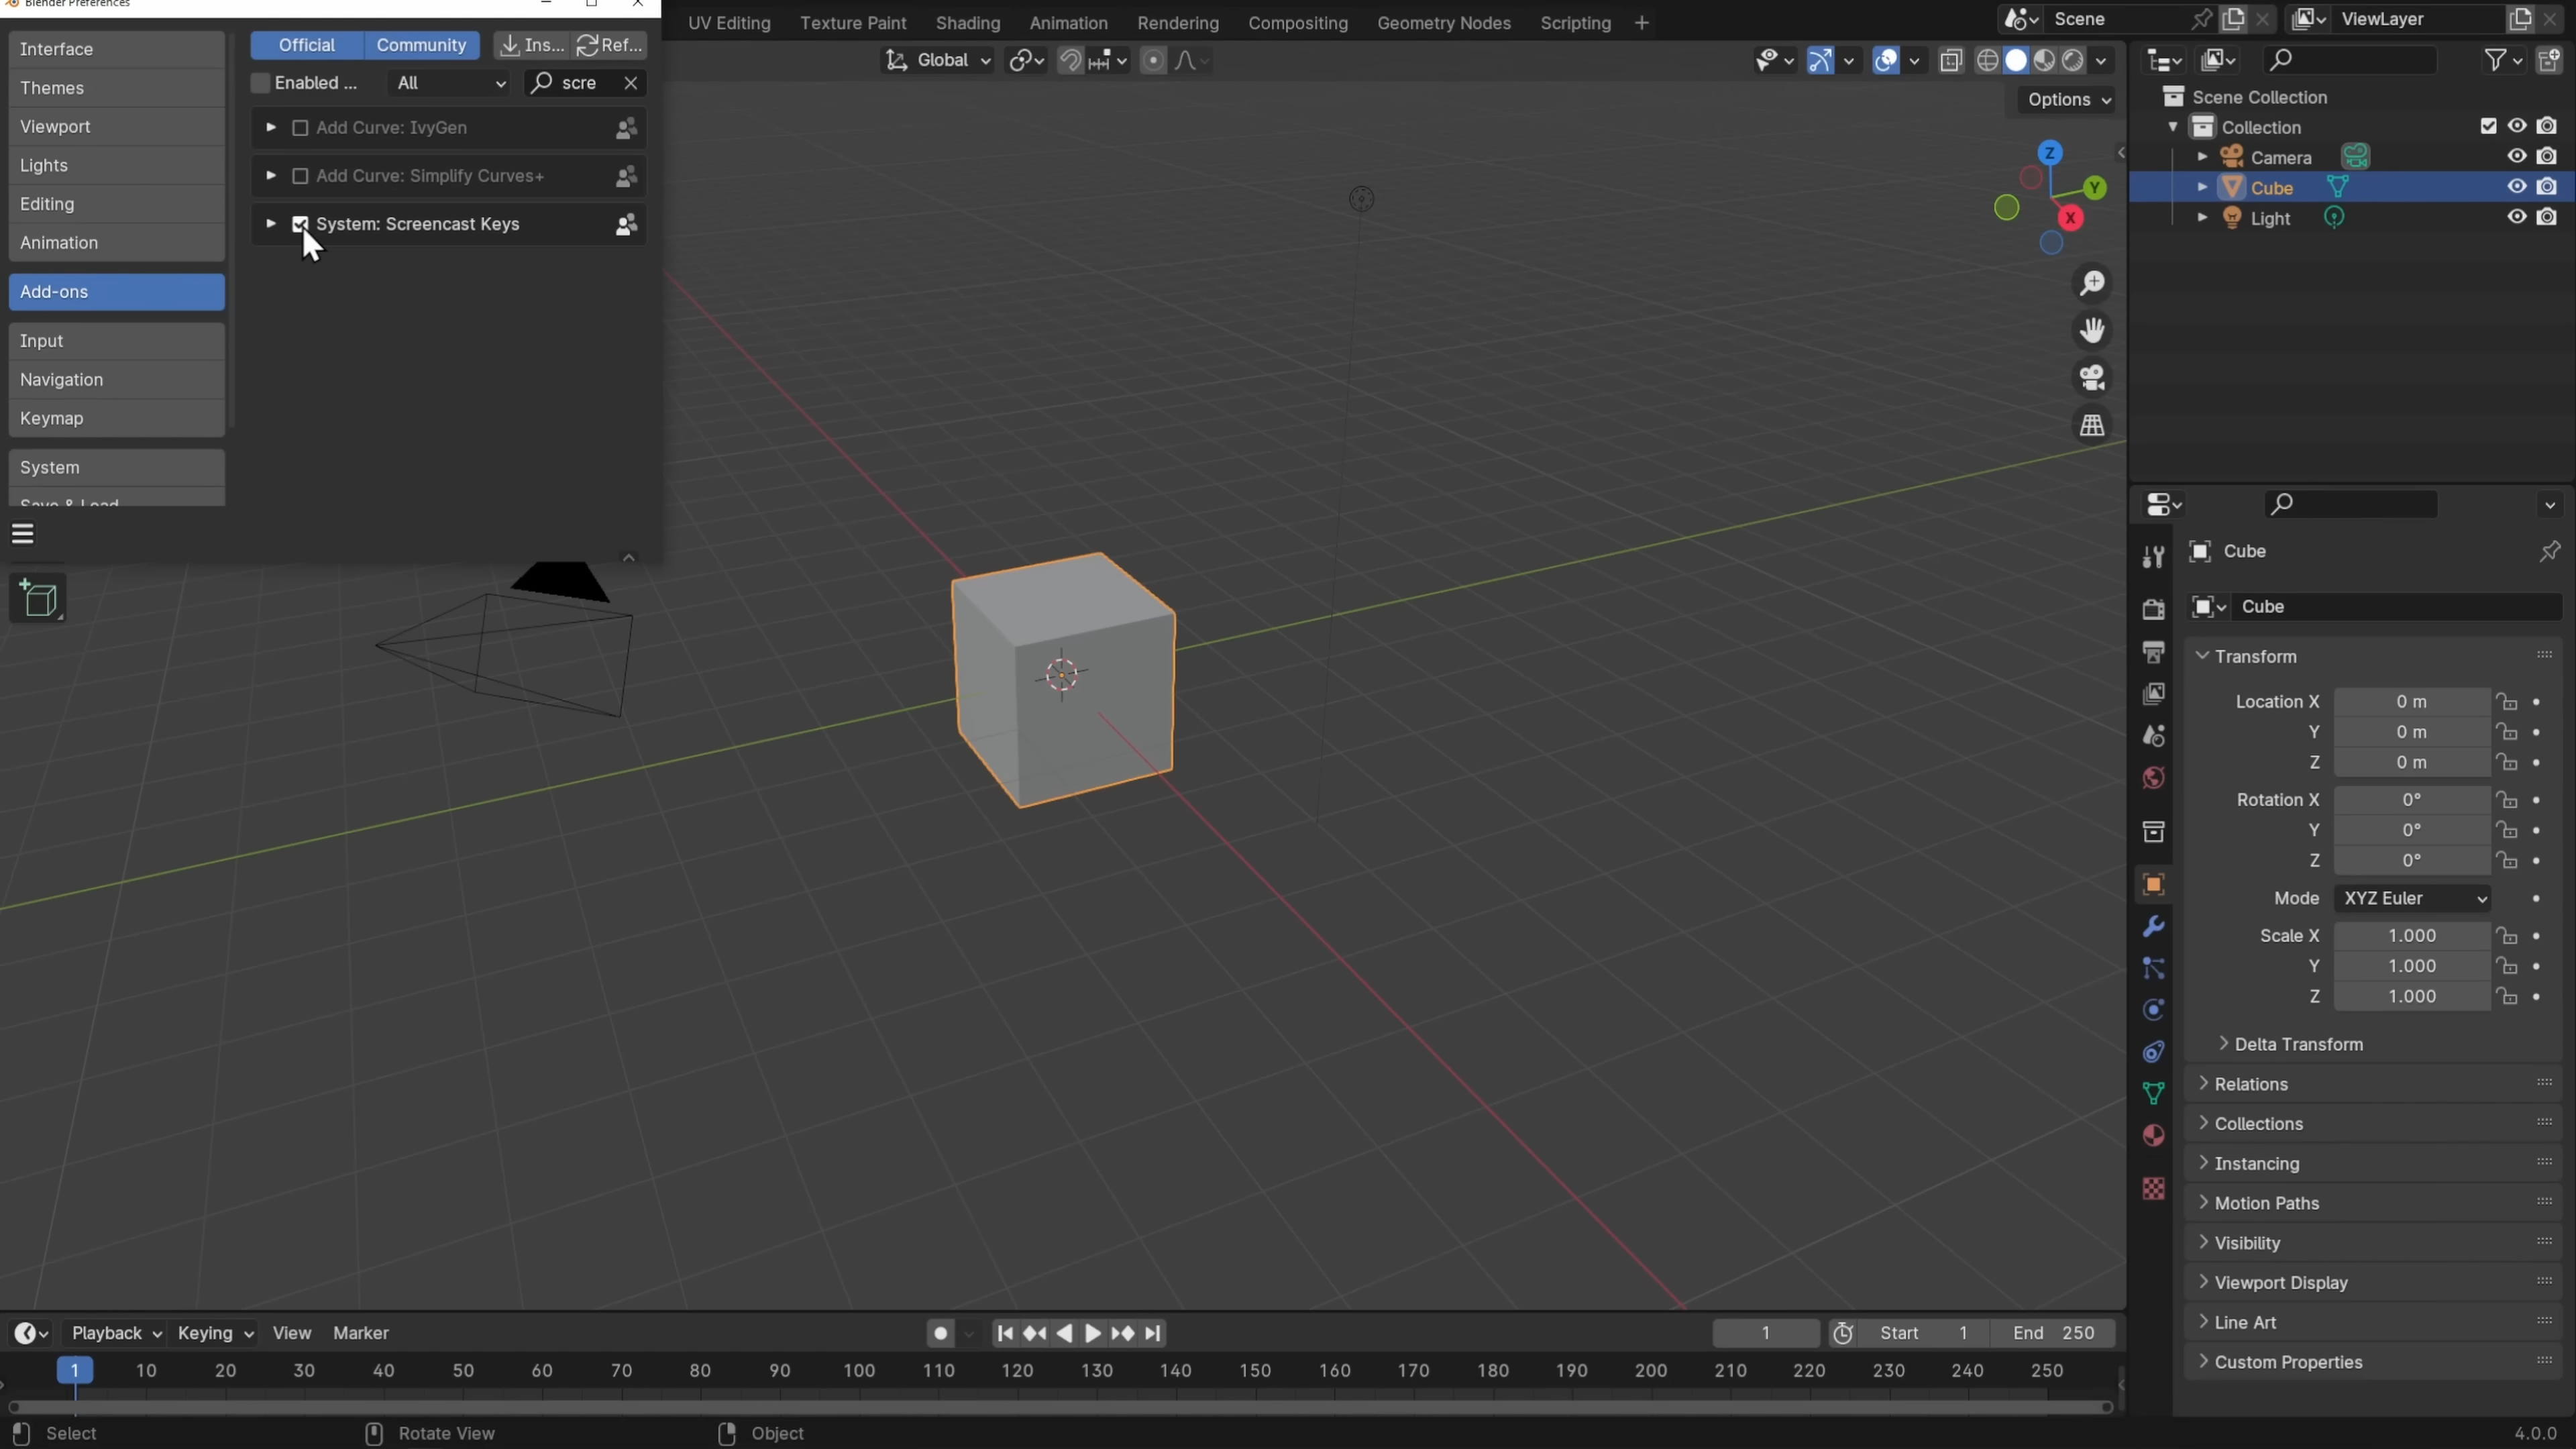 Blender Preferences
Interface
Themes
Viewport
Lights
Editing
Animation
Add-ons
Input
Navigation
Keymap
System
Save & Load
Official
Community
Ins...
Ref...
Enabled ...
All
scre
Add Curve: IvyGen
Add Curve: Simplify Curves+
System: Screencast Keys
UV Editing
Texture Paint
Shading
Animation
Rendering
Compositing
Geometry Nodes
Scripting
Scene
ViewLayer
Global
Options
Z
Y
X
Scene Collection
Collection
Camera
Cube
Light
Cube
Cube
Transform
Location X 0 m
Y 0 m
Z 0 m
Rotation X 0°
Y 0°
Z 0°
Mode XYZ Euler
Scale X 1.000
Y 1.000
Z 1.000
Delta Transform
Relations
Collections
Instancing
Motion Paths
Visibility
Viewport Display
Line Art
Custom Properties
Playback Keying View Marker
1
Start 1
End 250
1 10 20 30 40 50 60 70 80 90 100 110 120 130 140 150 160 170 180 190 200 210 220 230 240 250
Select
Rotate View
Object
4.0.0